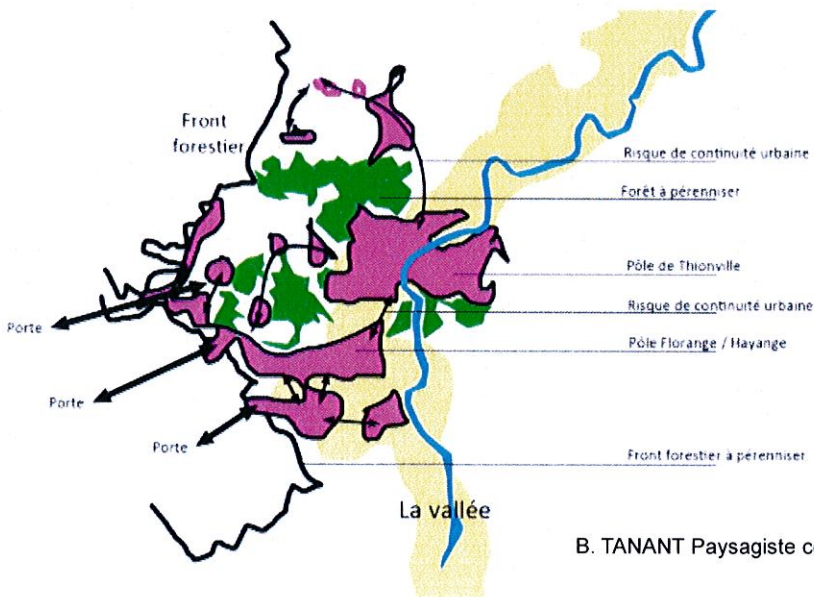 Front
forestier
Risque de continuité urbaine
Forêt à pérenniser
Pôle de Thionville
Risque de continuité urbaine
Pôle Florange / Hayange
Porte
Porte
Porte
Front forestier à pérenniser
La vallée
B. TANANT Paysagiste